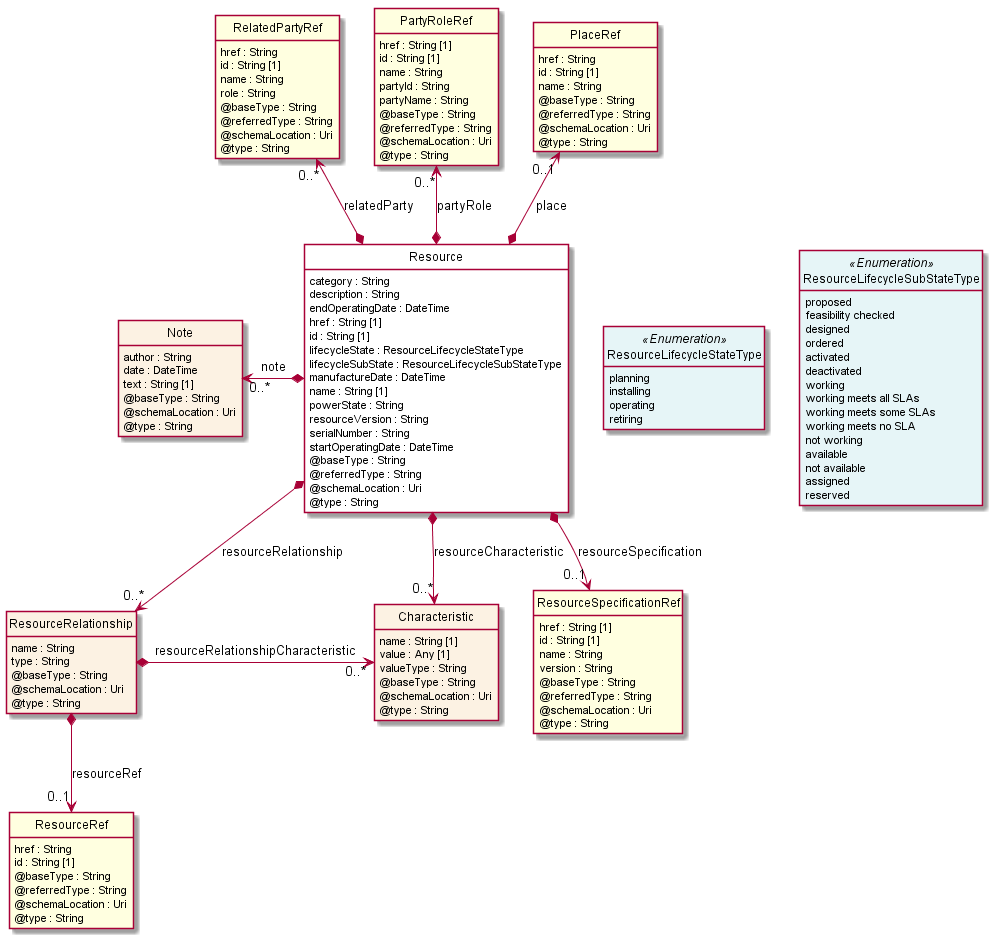 RelatedPartyRef
href : String
id : String [1]
name : String
role : String
@baseType : String
@referredType : String
@schemaLocation : Uri
@type : String
0..*
relatedParty
PartyRoleRef
href : String [1]
id : String [1]
name : String
partyId : String
partyName : String
@baseType : String
@referredType : String
@schemaLocation : Uri
@type : String
0..*
partyRole
PlaceRef
href : String
id : String [1]
name : String
@baseType : String
@referredType : String
@schemaLocation : Uri
@type : String
0..1
place
Resource
category : String
description : String
endOperatingDate : DateTime
href : String [1]
id : String [1]
lifecycleState : ResourceLifecycleStateType
lifecycleSubState : ResourceLifecycleSubStateType
manufactureDate : DateTime
name : String [1]
powerState : String
resourceVersion : String
serialNumber : String
startOperatingDate : DateTime
@baseType : String
@referredType : String
@schemaLocation : Uri
@type : String
Note
author : String
date : DateTime
text : String [1]
@baseType : String
@schemaLocation : Uri
@type : String
note
0..*
«Enumeration»
ResourceLifecycleStateType
planning
installing
operating
retiring
«Enumeration»
ResourceLifecycleSubStateType
proposed
feasibility checked
designed
ordered
activated
deactivated
working
working meets all SLAs
working meets some SLAs
working meets no SLA
not working
available
not available
assigned
reserved
resourceRelationship
0..*
resourceCharacteristic
0..*
resourceSpecification
0..1
ResourceRelationship
name : String
type : String
@baseType : String
@schemaLocation : Uri
@type : String
resourceRelationshipCharacteristic
0..*
Characteristic
name : String [1]
value : Any [1]
valueType : String
@baseType : String
@schemaLocation : Uri
@type : String
ResourceSpecificationRef
href : String [1]
id : String [1]
name : String
version : String
@baseType : String
@referredType : String
@schemaLocation : Uri
@type : String
resourceRef
0..1
ResourceRef
href : String
id : String [1]
@baseType : String
@referredType : String
@schemaLocation : Uri
@type : String